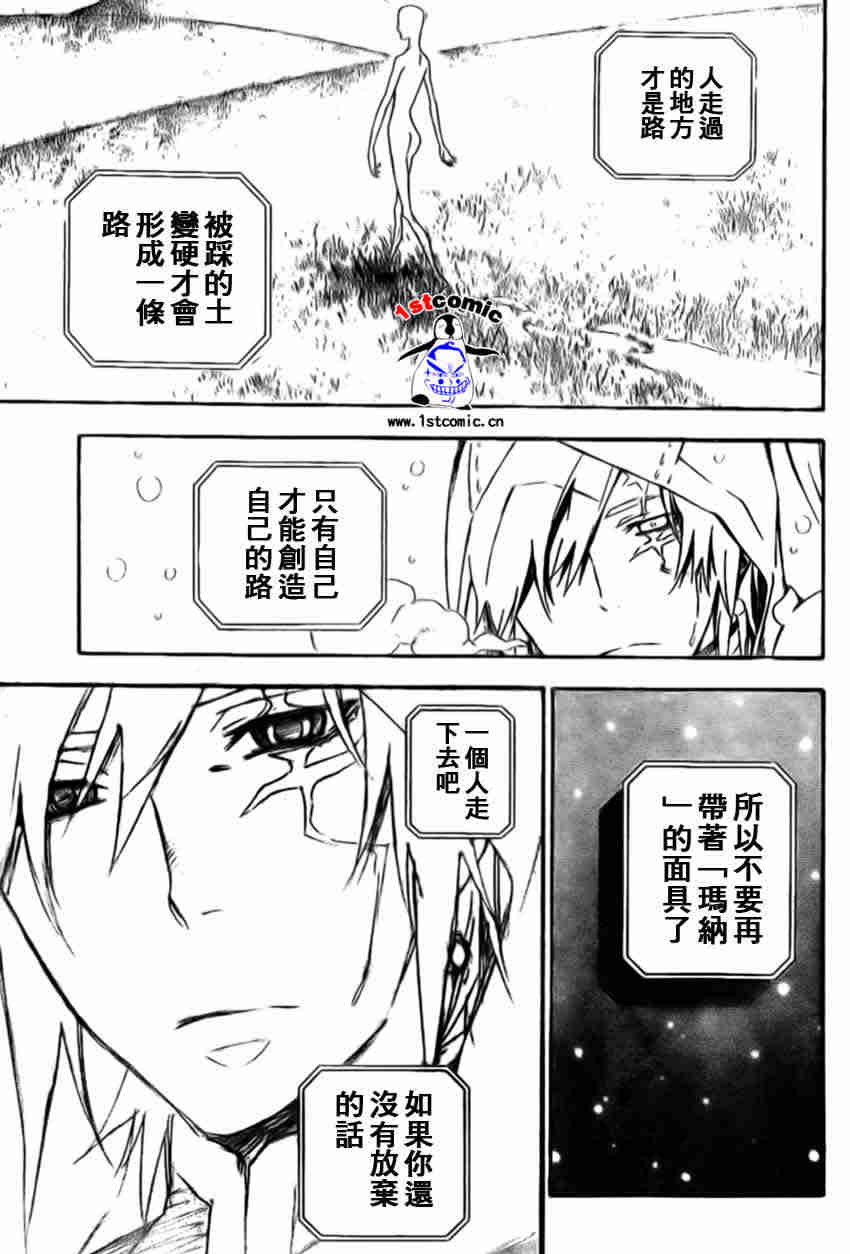 人走過
的地方
才是路
被踩的土
變硬才會
形成一條
路
1stcomic
www.1stcomic.cn
只有自己
才能創造
自己的路
所以不要再
帶著「瑪納
」的面具了
一個人走
下去吧
如果你還
沒有放棄
的話